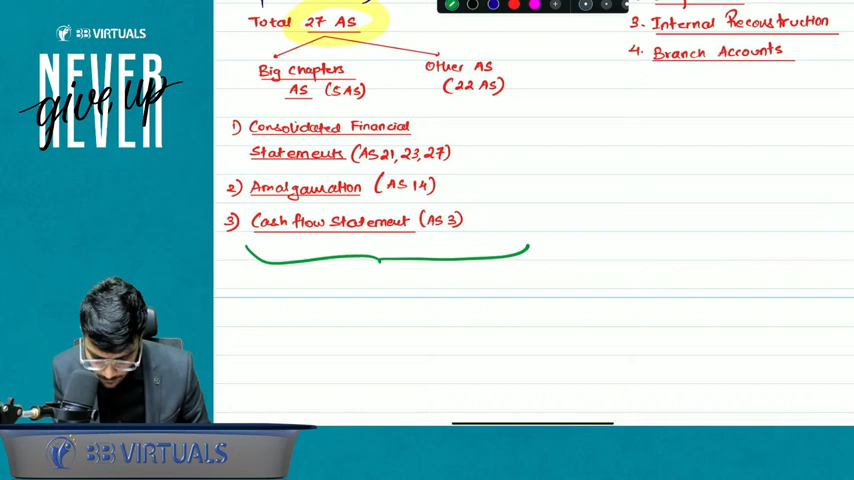 BB VIRTUALS
NEVER
give up
NEVER
Total 27 AS
Big Chapters
AS (5 AS)
Other AS
(22 AS)
1) Consolidated Financial
Statements (AS 21, 23, 27)
2) Amalgamation (AS 14)
3) Cash flow Statement (AS 3)
3. Internal Reconstruction
4. Branch Accounts
BB VIRTUALS